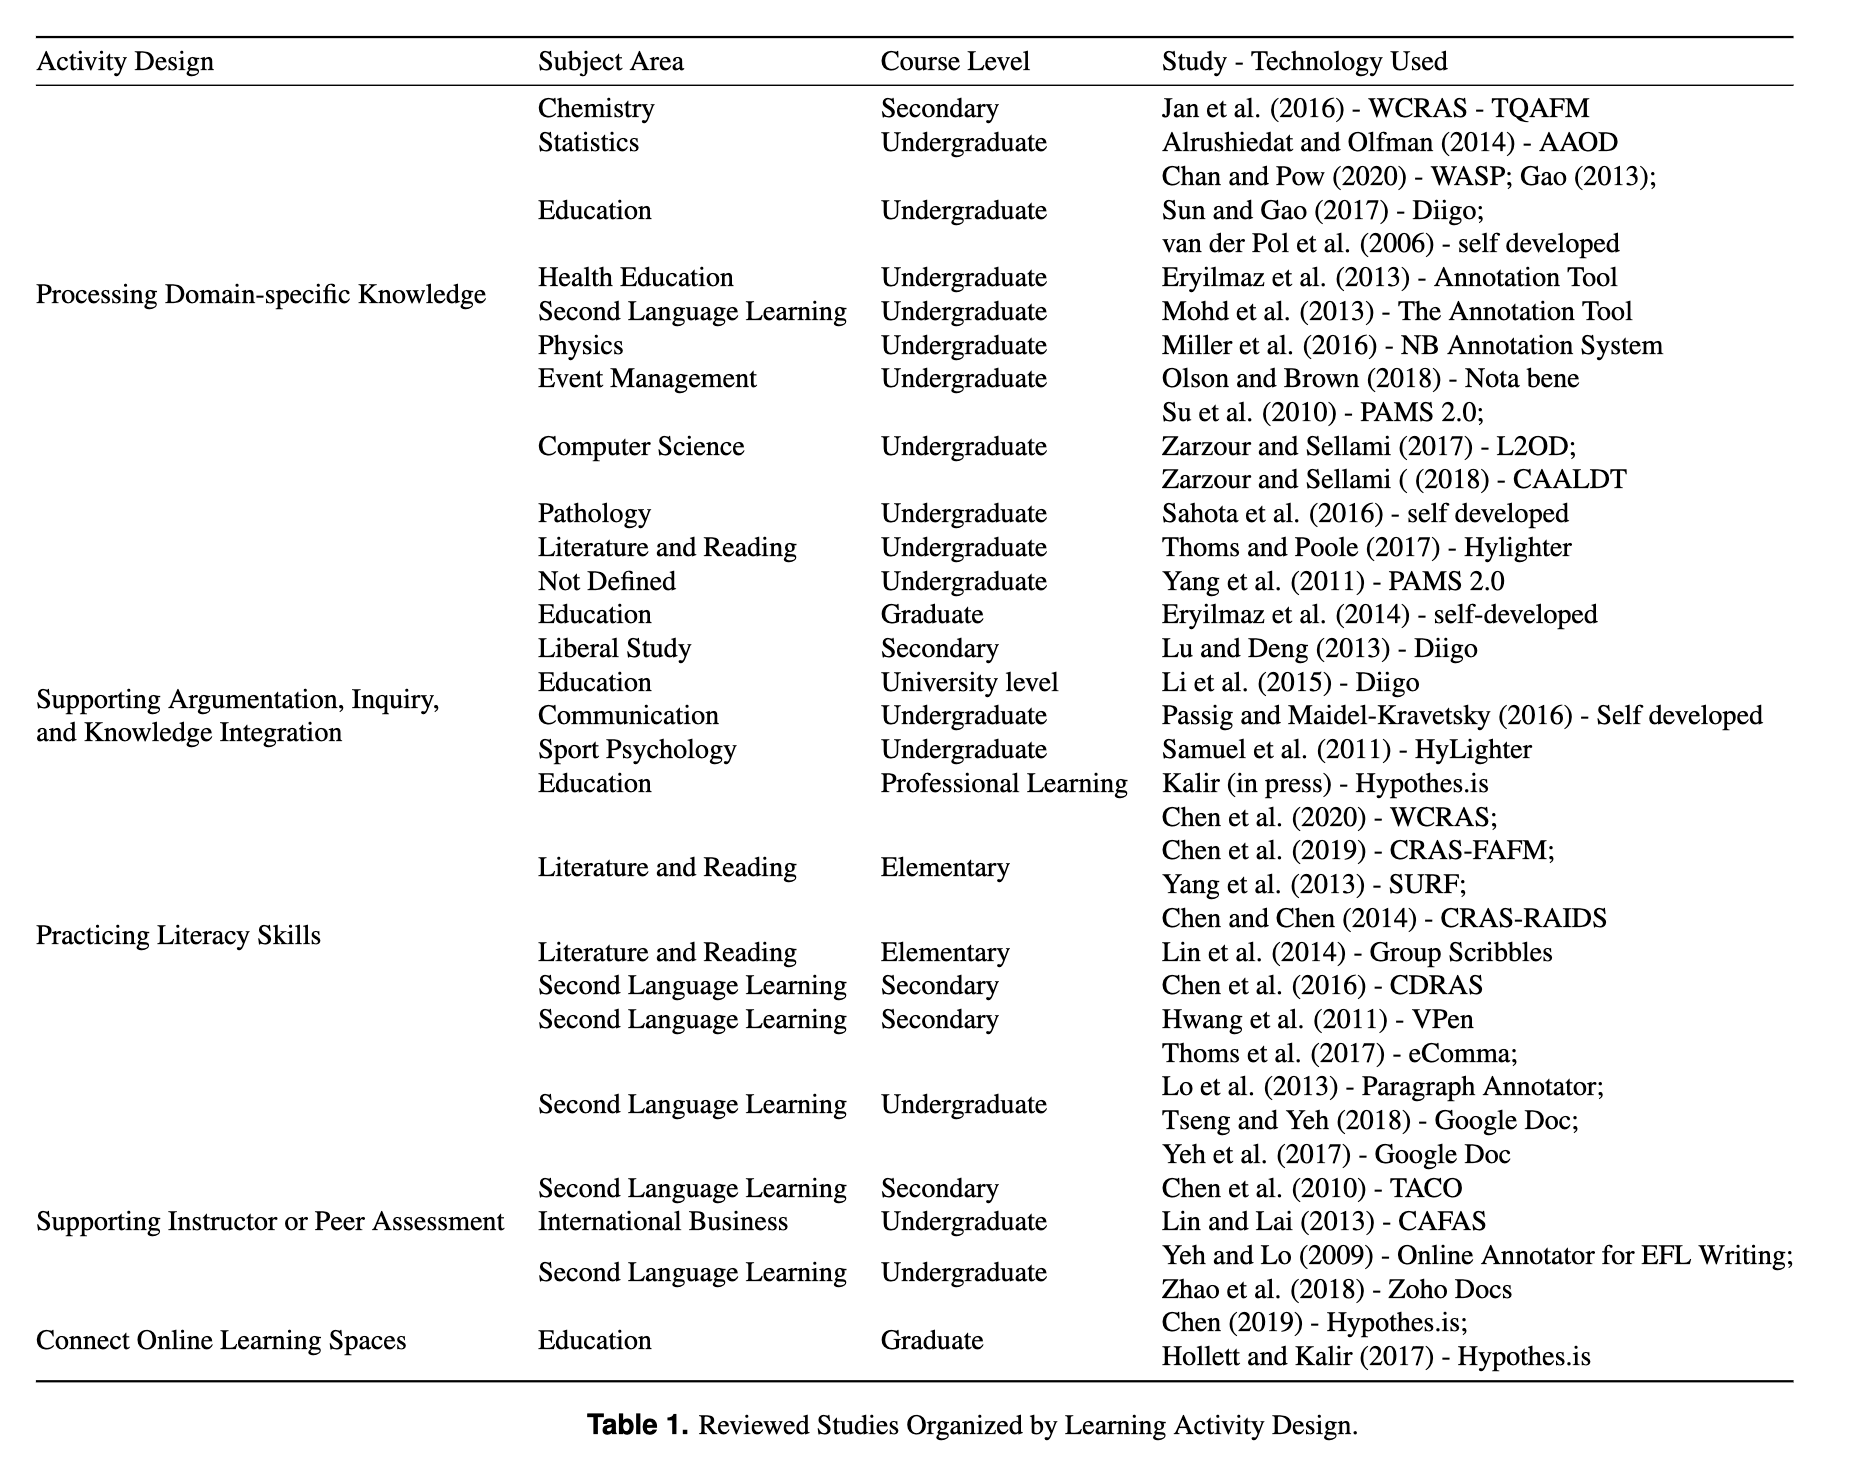 Activity Design Subject Area Course Level Study - Technology Used
Chemistry Secondary Jan et al. (2016) - WCRAS - TQAFM
Statistics Undergraduate Alrushiedat and Olfman (2014) - AAOD
Chan and Pow (2020) - WASP; Gao (2013);
Education Undergraduate Sun and Gao (2017) - Diigo;
van der Pol et al. (2006) - self developed
Health Education Undergraduate Eryilmaz et al. (2013) - Annotation Tool
Processing Domain-specific Knowledge
Second Language Learning Undergraduate Mohd et al. (2013) - The Annotation Tool
Physics Undergraduate Miller et al. (2016) - NB Annotation System
Event Management Undergraduate Olson and Brown (2018) - Nota bene
Su et al. (2010) - PAMS 2.0;
Computer Science Undergraduate Zarzour and Sellami (2017) - L2OD;
Zarzour and Sellami ( (2018) - CAALDT
Pathology Undergraduate Sahota et al. (2016) - self developed
Literature and Reading Undergraduate Thoms and Poole (2017) - Hylighter
Not Defined Undergraduate Yang et al. (2011) - PAMS 2.0
Education Graduate Eryilmaz et al. (2014) - self-developed
Liberal Study Secondary Lu and Deng (2013) - Diigo
Education University level Li et al. (2015) - Diigo
Supporting Argumentation, Inquiry,
Communication Undergraduate Passig and Maidel-Kravetsky (2016) - Self developed
and Knowledge Integration
Sport Psychology Undergraduate Samuel et al. (2011) - HyLighter
Education Professional Learning Kalir (in press) - Hypothes.is
Chen et al. (2020) - WCRAS;
Chen et al. (2019) - CRAS-FAFM;
Literature and Reading Elementary
Yang et al. (2013) - SURF;
Chen and Chen (2014) - CRAS-RAIDS
Practicing Literacy Skills
Literature and Reading Elementary Lin et al. (2014) - Group Scribbles
Second Language Learning Secondary Chen et al. (2016) - CDRAS
Second Language Learning Secondary Hwang et al. (2011) - VPen
Thoms et al. (2017) - eComma;
Lo et al. (2013) - Paragraph Annotator;
Second Language Learning Undergraduate
Tseng and Yeh (2018) - Google Doc;
Yeh et al. (2017) - Google Doc
Second Language Learning Secondary Chen et al. (2010) - TACO
Supporting Instructor or Peer Assessment International Business Undergraduate Lin and Lai (2013) - CAFAS
Yeh and Lo (2009) - Online Annotator for EFL Writing;
Second Language Learning Undergraduate
Zhao et al. (2018) - Zoho Docs
Chen (2019) - Hypothes.is;
Connect Online Learning Spaces Education Graduate
Hollett and Kalir (2017) - Hypothes.is
Table 1. Reviewed Studies Organized by Learning Activity Design.